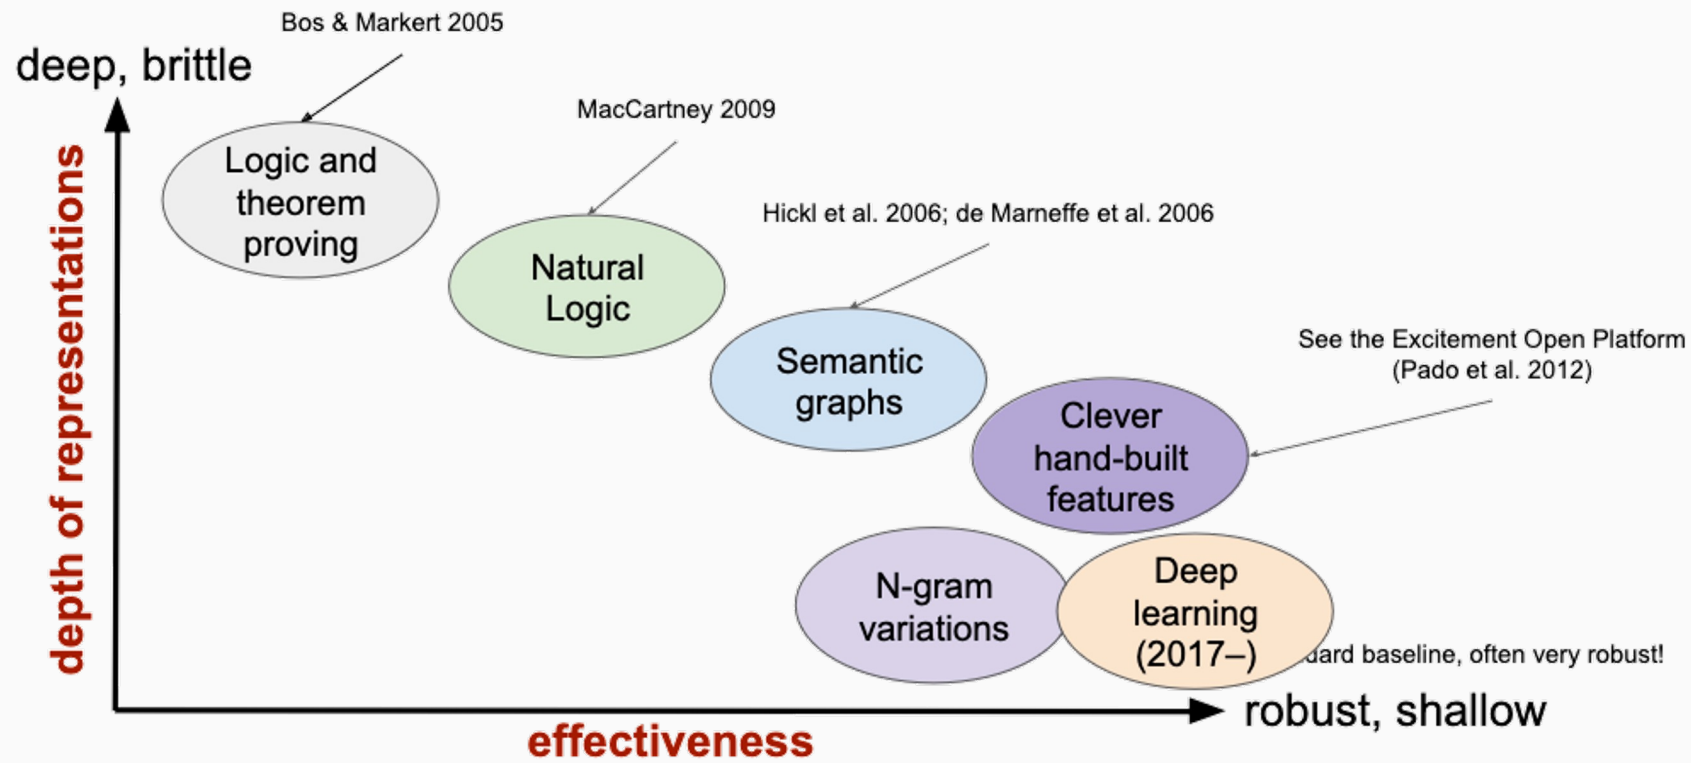 Bos & Markert 2005
deep, brittle
MacCartney 2009
Logic and
theorem
proving
Hickl et al. 2006; de Marneffe et al. 2006
Natural
Logic
See the Excitement Open Platform
(Pado et al. 2012)
Semantic
graphs
Clever
hand-built
features
depth of representations
N-gram
variations
Deep
learning
(2017–)
baseline, often very robust!
robust, shallow
effectiveness